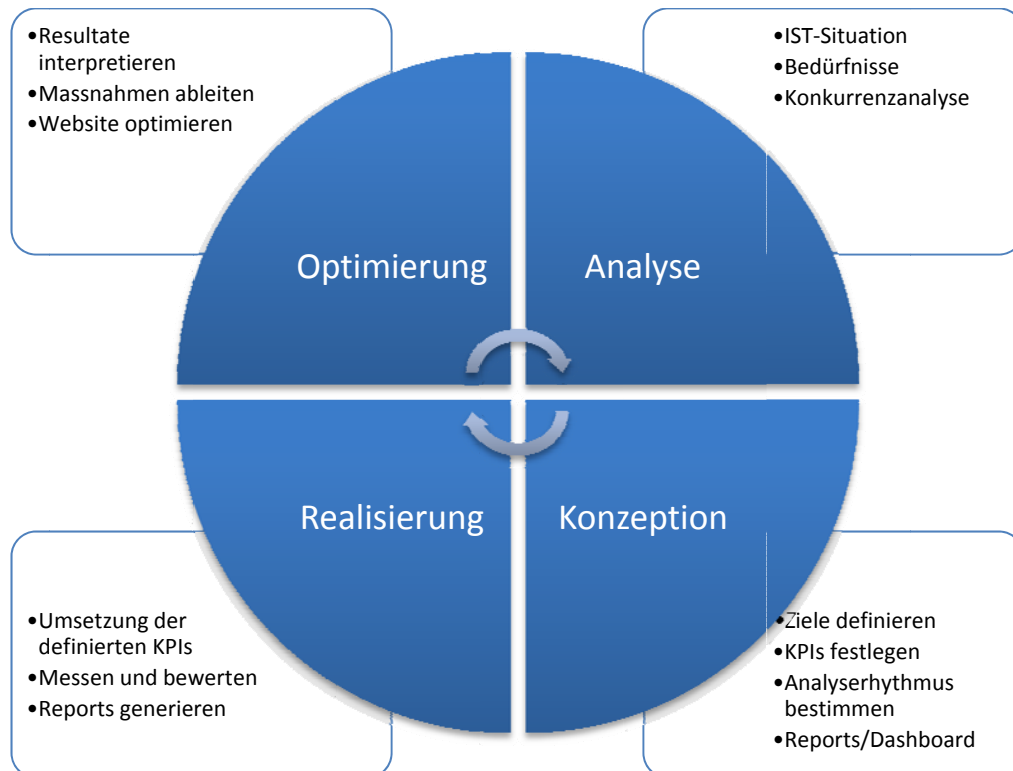 •Resultate
interpretieren
•Massnahmen ableiten
•Website optimieren
•IST-Situation
•Bedürfnisse
•Konkurrenzanalyse
Optimierung
Analyse
Realisierung
Konzeption
•Umsetzung der
definierten KPIs
•Messen und bewerten
•Reports generieren
•Ziele definieren
•KPIs festlegen
•Analyserhythmus
bestimmen
•Reports/Dashboard